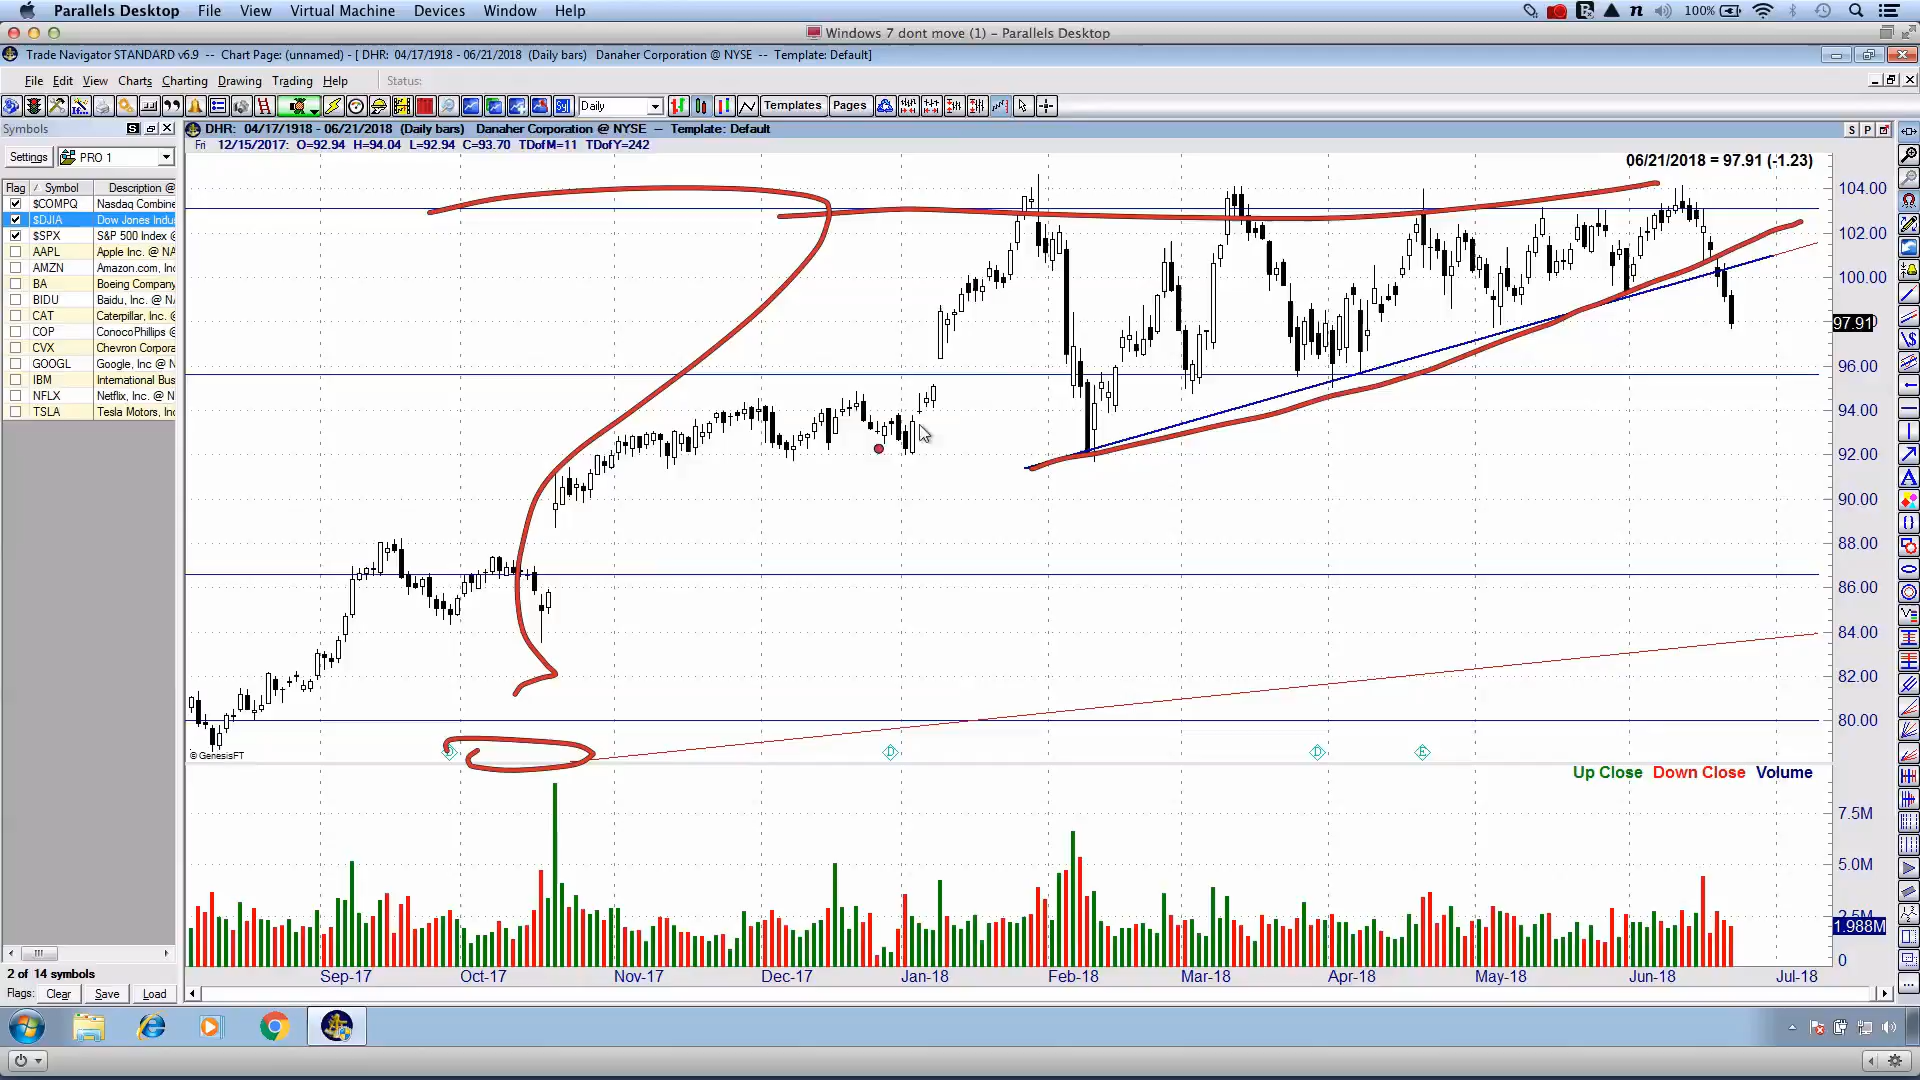 Parallels Desktop File View Virtual Machine Devices Window Help 100%
Windows 7 dont move (1) – Parallels Desktop
Trade Navigator STANDARD v6.9 -- Chart Page: (unnamed) - [ DHR: 04/17/1918 - 06/21/2018 (Daily bars) Danaher Corporation @ NYSE -- Template: Default]
File Edit View Charts Charting Drawing Trading Help Status:
Daily Templates Pages
Symbols S
DHR: 04/17/1918 - 06/21/2018 (Daily bars) Danaher Corporation @ NYSE -- Template: Default S P
Fri 12/15/2017: O=92.94 H=94.04 L=92.94 C=93.70 TDofM=11 TDofY=242
Settings PRO 1
06/21/2018 = 97.91 (-1.23)
Flag / Symbol Description @
$COMPQ Nasdaq Combine
$DJIA Dow Jones Indu
$SPX S&P 500 Index @
AAPL Apple Inc. @ NA
AMZN Amazon.com, Inc
BA Boeing Company
BIDU Baidu, Inc. @ NA
CAT Caterpillar, Inc.
COP ConocoPhillips @
CVX Chevron Corpora
GOOGL Google, Inc @ N
IBM International Bus
NFLX Netflix, Inc. @ N
TSLA Tesla Motors, Inc
104.00
102.00
100.00
97.91
96.00
94.00
92.00
90.00
88.00
86.00
84.00
82.00
80.00
© GenesisFT
D D E
Up Close Down Close Volume
7.5M
5.0M
1.988M
0
Sep-17 Oct-17 Nov-17 Dec-17 Jan-18 Feb-18 Mar-18 Apr-18 May-18 Jun-18 Jul-18
2 of 14 symbols
Flags: Clear Save Load